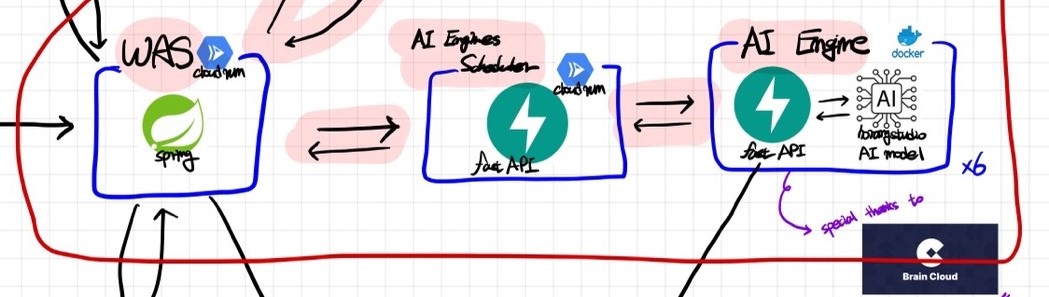 WAS
cloud run
spring
AI Engines
Scheduler
cloud run
fast API
AI Engine
docker
fast API
AI
AI model
x6
special thanks to
Brain Cloud